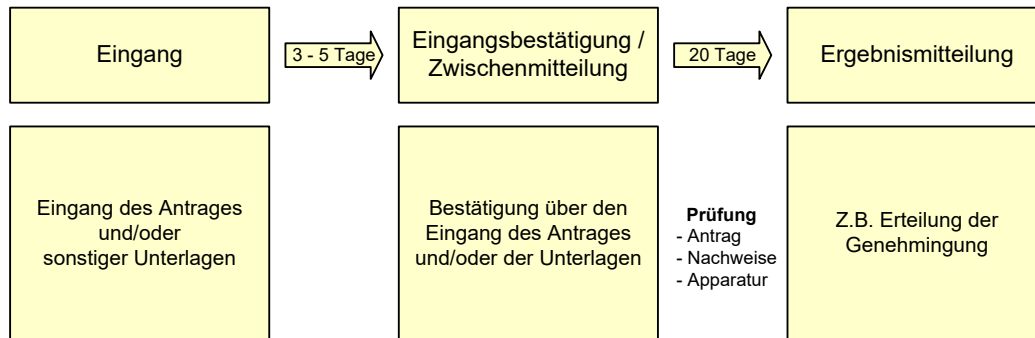 Eingang
3 - 5 Tage
Eingangsbestätigung /
Zwischenmitteilung
20 Tage
Ergebnismitteilung
Eingang des Antrages
und/oder
sonstiger Unterlagen
Bestätigung über den
Eingang des Antrages
und/oder der Unterlagen
Prüfung
- Antrag
- Nachweise
- Apparatur
Z.B. Erteilung der
Genehmingung